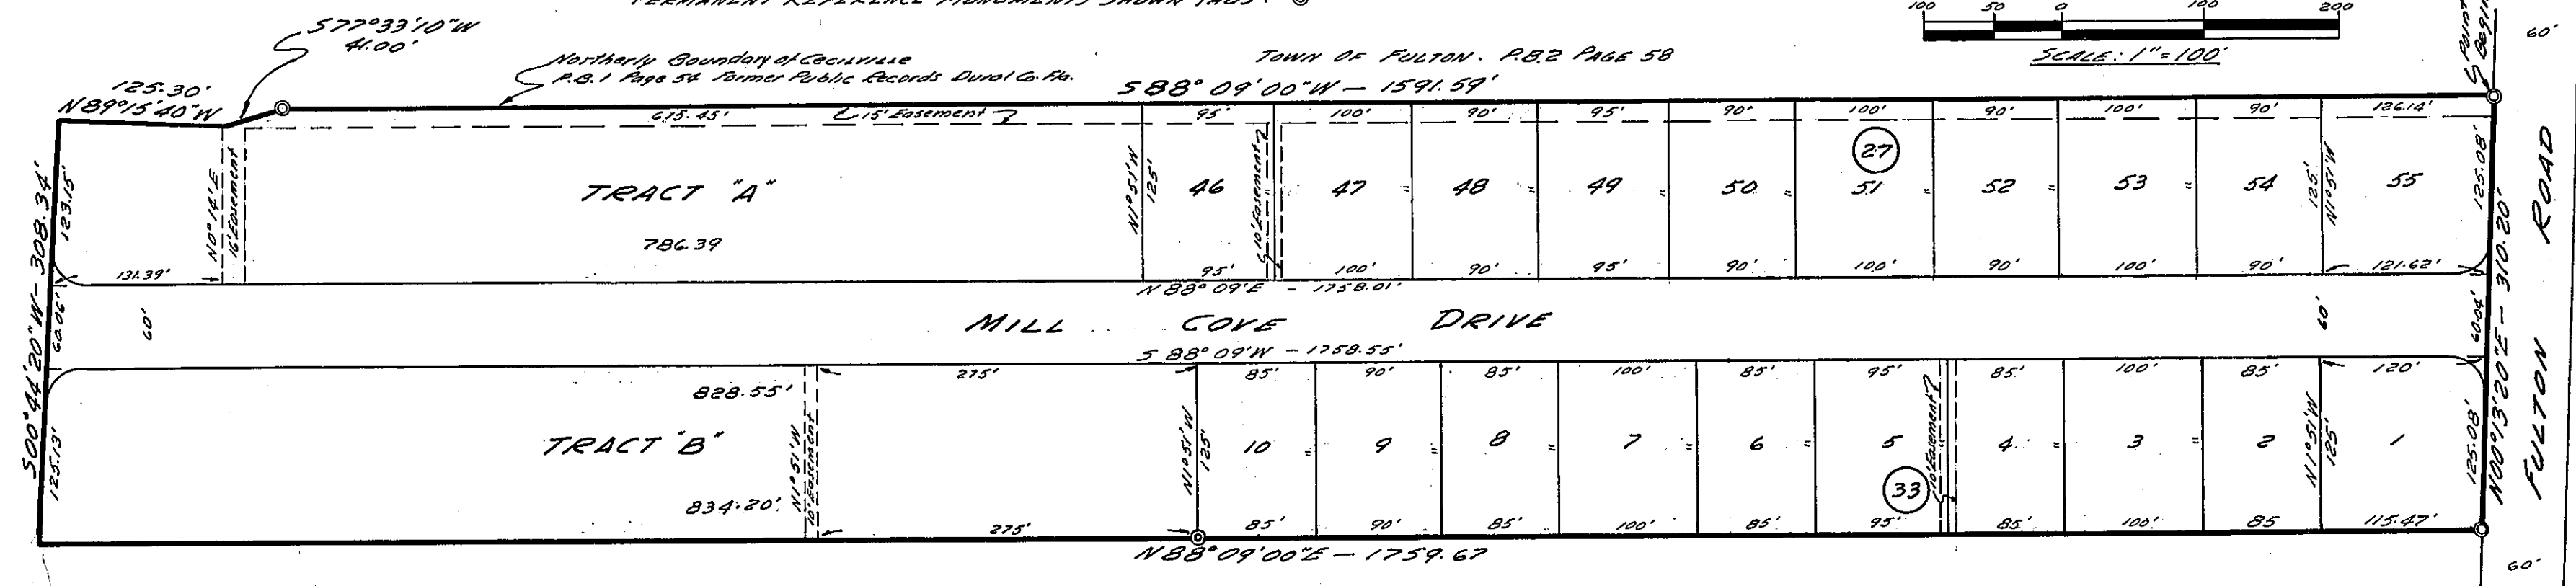 PERMANENT REFERENCE MONUMENTS SHOWN THUS:
100 50 0 100 200
SCALE: 1"=100'
60'
S77°33'10"W
41.00'
Northerly Boundary of Cecilville
P.B.1 Page 54 Former Public Records Duval Co. Fla.
TOWN OF FULTON. P.B.2 PAGE 58
125.30'
N89°15'40"W
S88°09'00"W - 1591.59'
615.45' 15' Easement 95' 100' 90' 95' 90' 100' 90' 100' 90' 126.14'
S00°44'20"W - 308.34'
123.15'
N0°14'E
16' Easement
TRACT "A"
786.39
N1°51'W
125'
46
10' Easement
47 " 48 " 49 " 50 " 51 " 52 " 53 " 54
27
125'
N1°51'W
55
125.08'
131.39' 95' 100' 90' 95' 90' 100' 90' 100' 90' 121.62'
N88°09'E - 1758.01'
60.06'
60'
MILL COVE DRIVE
60'
60.04'
N00°13'20"E - 310.20'
FULTON ROAD
S 88°09'W - 1758.55'
275' 85' 90' 85' 100' 85' 95' 85' 100' 85' 120'
828.55'
125.13'
TRACT "B"
N1°51'W
10' Easement
834.20'
N1°51'W
125'
10 " 9 " 8 " 7 " 6 " 5
10' Easement
33
4 " 3 " 2
N1°51'W
125'
1
125.08'
275' 85' 90' 85' 100' 85' 95' 85' 100' 85 115.47'
N88°09'00"E - 1759.67
60'